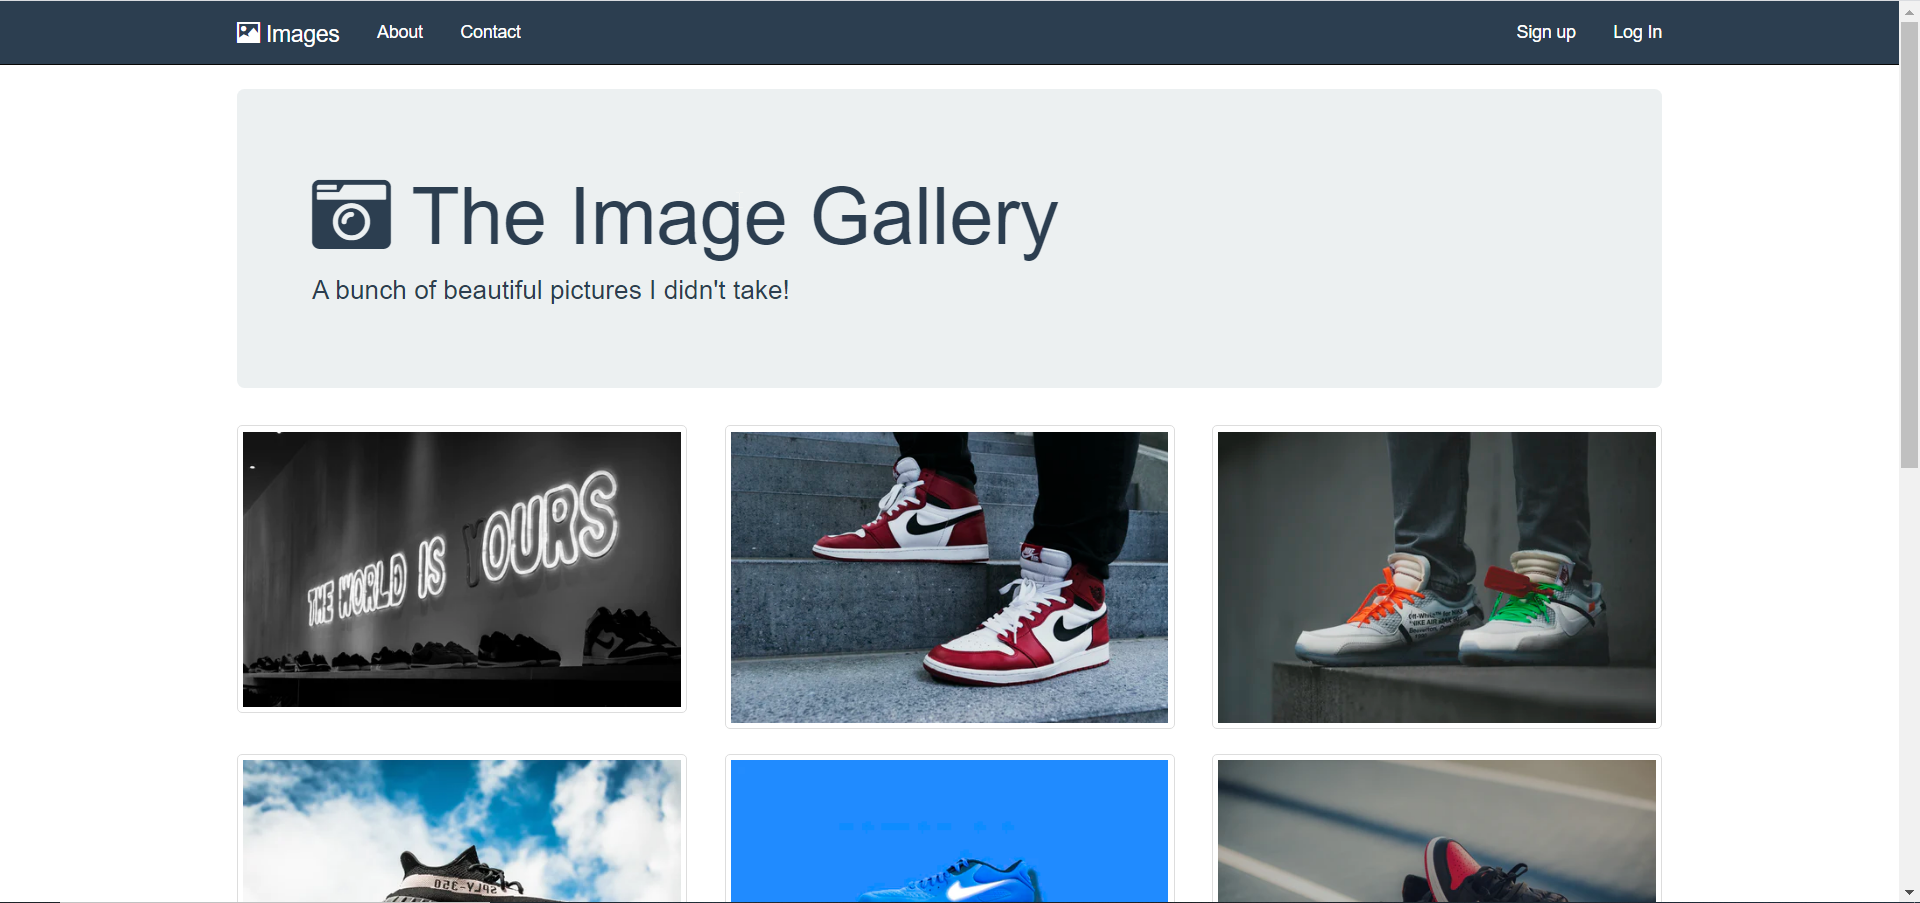 Images About Contact Sign up Log In
The Image Gallery
A bunch of beautiful pictures I didn't take!
THE WORLD IS YOURS
NIKE
SPLY-350